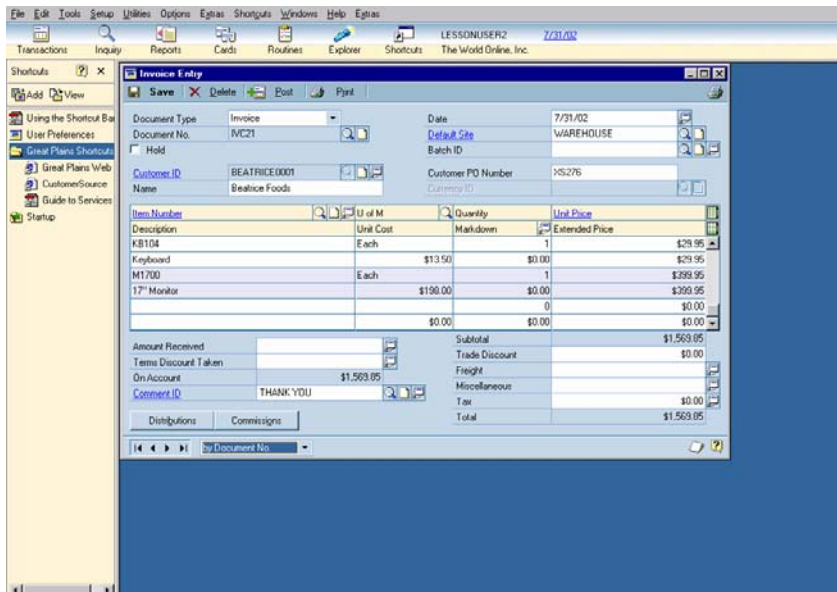 File Edit Tools Setup Utilities Options Extras Shortcuts Windows Help Extras
LESSONUSER2 7/31/02
Transactions Inquiry Reports Cards Routines Explorer Shortcuts The World Online, Inc.
Shortcuts
Add View
Using the Shortcut Bar
User Preferences
Great Plains Shortcuts
Great Plains Web
CustomerSource
Guide to Services
Startup
Invoice Entry
Save Delete Post Print
Document Type Invoice Date 7/31/02
Document No. IVC21 Default Site WAREHOUSE
Hold Batch ID
Customer ID BEATRICE0001 Customer PO Number XS276
Name Beatrice Foods Currency ID
Item Number U of M Quantity Unit Price
Description Unit Cost Markdown Extended Price
KB104 Each 1 $29.95
Keyboard $13.50 $0.00 $29.95
M1700 Each 1 $399.95
17" Monitor $198.00 $0.00 $399.95
0 $0.00
$0.00 $0.00 $0.00
Amount Received Subtotal $1,569.85
Terms Discount Taken Trade Discount $0.00
On Account $1,569.85 Freight
Comment ID THANK YOU Miscellaneous
Tax $0.00
Distributions Commissions Total $1,569.85
by Document No.